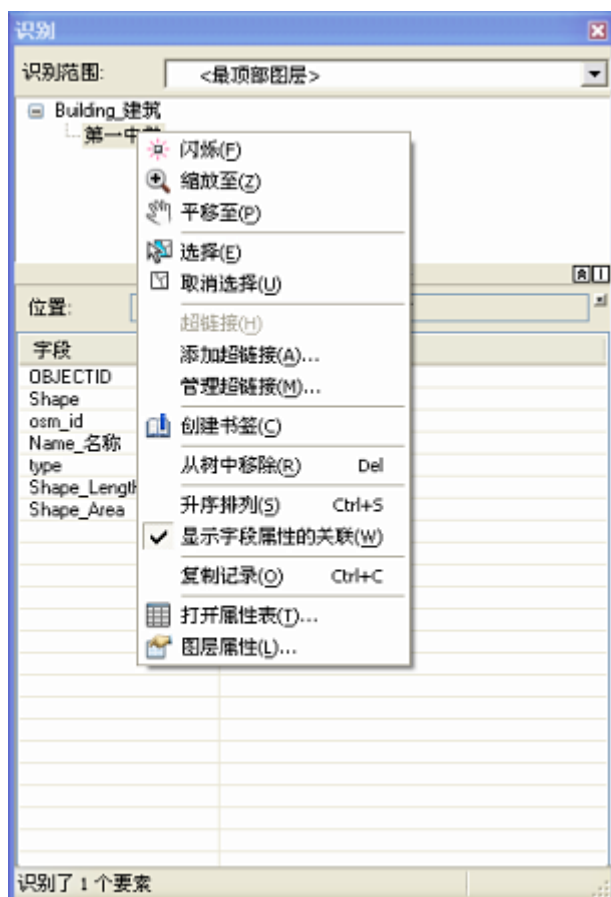 识别
识别范围: <最顶部图层>
Building_建筑
第一中
闪烁(F)
缩放至(Z)
平移至(P)
选择(E)
取消选择(U)
位置:
超链接(H)
添加超链接(A)...
管理超链接(M)...
创建书签(C)
从树中移除(R) Del
升序排列(S) Ctrl+S
显示字段属性的关联(W)
复制记录(O) Ctrl+C
打开属性表(T)...
图层属性(L)...
字段
OBJECTID
Shape
osm_id
Name_名称
type
Shape_Length
Shape_Area
识别了 1 个要素